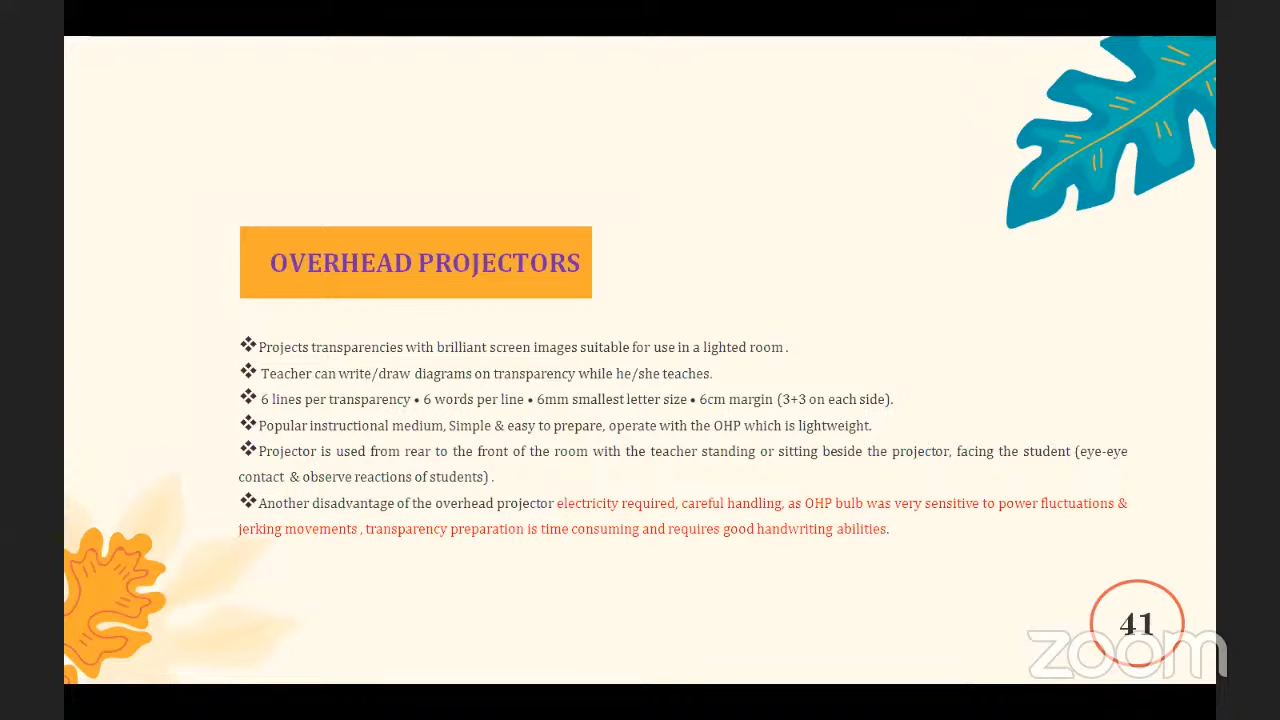 OVERHEAD PROJECTORS
❖Projects transparencies with brilliant screen images suitable for use in a lighted room .
❖ Teacher can write/draw diagrams on transparency while he/she teaches.
❖ 6 lines per transparency • 6 words per line • 6mm smallest letter size • 6cm margin (3+3 on each side).
❖Popular instructional medium, Simple & easy to prepare, operate with the OHP which is lightweight.
❖Projector is used from rear to the front of the room with the teacher standing or sitting beside the projector, facing the student (eye-eye
contact & observe reactions of students) .
❖Another disadvantage of the overhead projector electricity required, careful handling, as OHP bulb was very sensitive to power fluctuations &
jerking movements , transparency preparation is time consuming and requires good handwriting abilities.
41
zoom